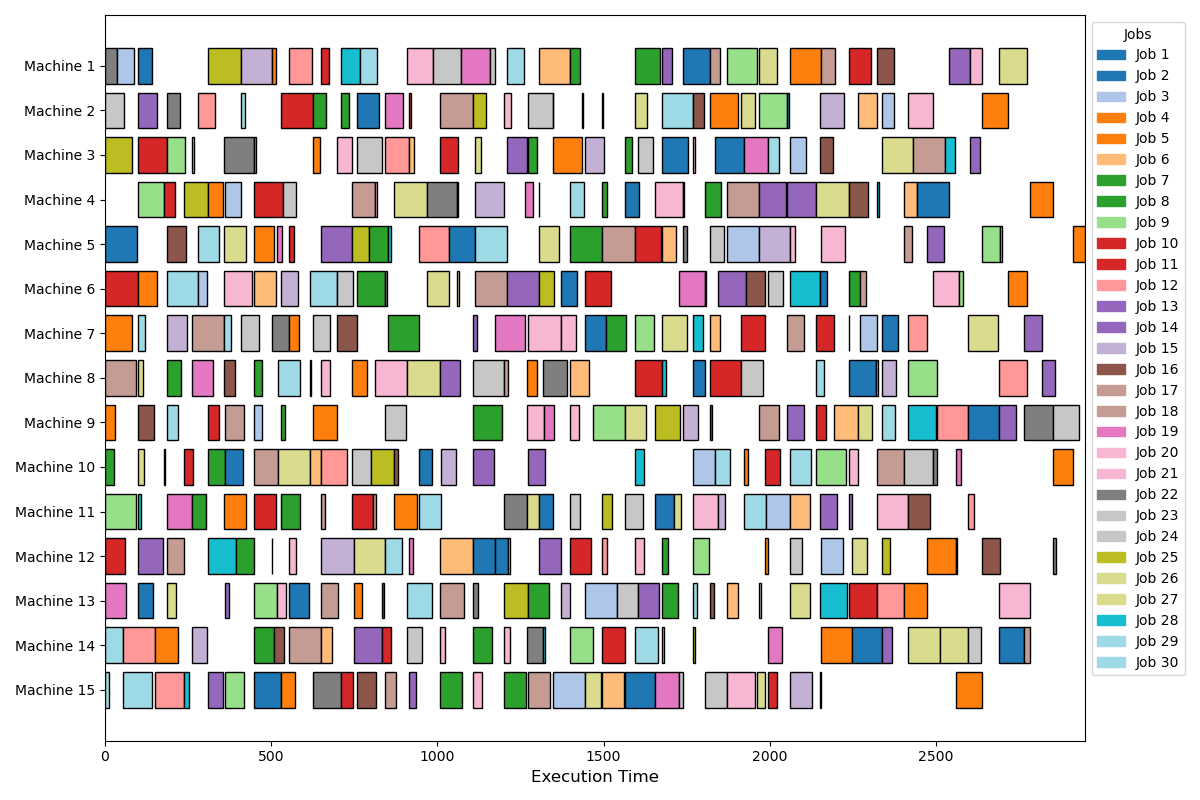 Machine 1
Machine 2
Machine 3
Machine 4
Machine 5
Machine 6
Machine 7
Machine 8
Machine 9
Machine 10
Machine 11
Machine 12
Machine 13
Machine 14
Machine 15
0 500 1000 1500 2000 2500
Execution Time
Jobs
Job 1
Job 2
Job 3
Job 4
Job 5
Job 6
Job 7
Job 8
Job 9
Job 10
Job 11
Job 12
Job 13
Job 14
Job 15
Job 16
Job 17
Job 18
Job 19
Job 20
Job 21
Job 22
Job 23
Job 24
Job 25
Job 26
Job 27
Job 28
Job 29
Job 30